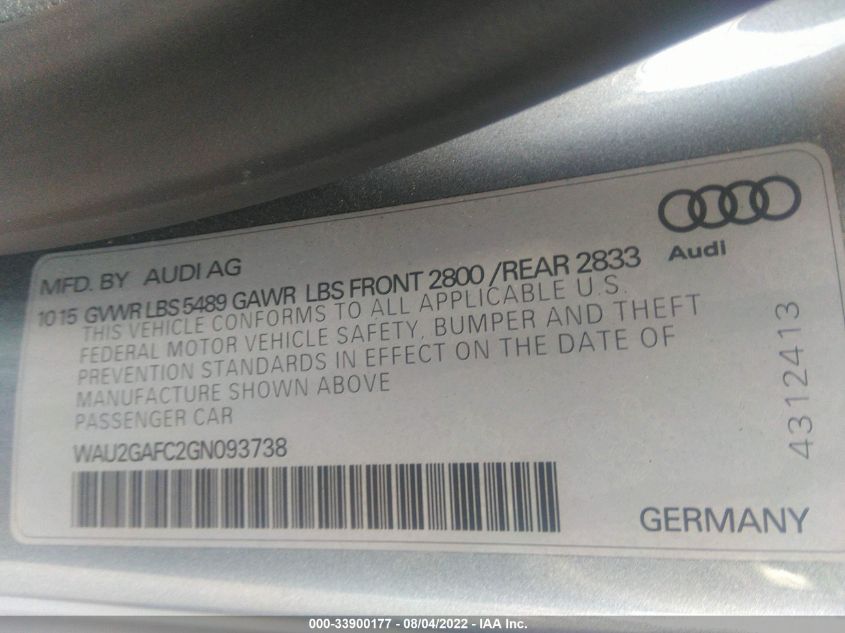 Audi
MFD. BY AUDI AG
10 15 GVWR LBS 5489 GAWR LBS FRONT 2800 /REAR 2833
THIS VEHICLE CONFORMS TO ALL APPLICABLE U.S.
FEDERAL MOTOR VEHICLE SAFETY, BUMPER AND THEFT
PREVENTION STANDARDS IN EFFECT ON THE DATE OF
MANUFACTURE SHOWN ABOVE
PASSENGER CAR
WAU2GAFC2GN093738
4312413
GERMANY
000-33900177 - 08/04/2022 - IAA Inc.